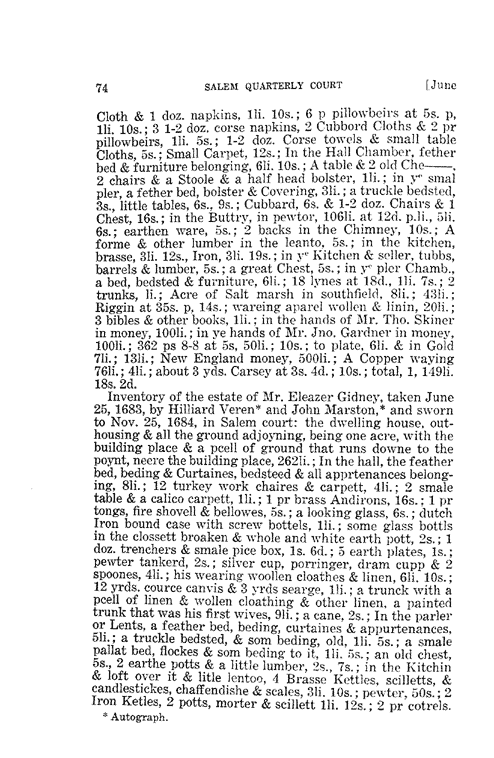 74 SALEM QUARTERLY COURT [June
Cloth & 1 doz. napkins, 1li. 10s.; 6 p pillowbeirs at 5s. p,
1li. 10s.; 3 1-2 doz. corse napkins, 2 Cubbord Cloths & 2 pr
pillowbeirs, 1li. 5s.; 1-2 doz. Corse towels & small table
Cloths, 5s.; Small Carpet, 12s.; In the Hall Chamber, fether
bed & furniture belonging, 6li. 10s.; A table & 2 old Che——,
2 chairs & a Stoole & a half head bolster, 1li.; in yᵉ smal
pler, a fether bed, bolster & Covering, 3li.; a truckle bedsted,
3s., little tables, 6s., 9s.; Cubbard, 6s. & 1-2 doz. Chairs & 1
Chest, 16s.; in the Buttry, in pewtor, 106li. at 12d. p.li., 5li.
6s.; earthen ware, 5s.; 2 backs in the Chimney, 10s.; A
forme & other lumber in the leanto, 5s.; in the kitchen,
brasse, 3li. 12s., Iron, 3li. 19s.; in yᵉ Kitchen & seller, tubbs,
barrels & lumber, 5s.; a great Chest, 5s.; in yᵉ pler Chamb.,
a bed, bedsted & furniture, 6li.; 18 lynes at 18d., 1li. 7s.; 2
trunks, li.; Acre of Salt marsh in southfield, 8li.; 43li.;
Riggin at 35s. p, 14s.; wareing aparel wollen & linin, 20li.;
3 bibles & other books, 1li.; in the hands of Mr. Tho. Skiner
in money, 100li.; in ye hands of Mr. Jno. Gardner in money,
100li.; 362 ps 8-8 at 5s, 50li.; 10s.; to plate, 6li. & in Gold
7li.; 13li.; New England money, 500li.; A Copper waying
76li.; 4li.; about 3 yds. Carsey at 3s. 4d.; 10s.; total, 1, 149li.
18s. 2d.
Inventory of the estate of Mr. Eleazer Gidney, taken June
25, 1683, by Hilliard Veren* and John Marston,* and sworn
to Nov. 25, 1684, in Salem court: the dwelling house, out-
housing & all the ground adjoyning, being one acre, with the
building place & a pcell of ground that runs downe to the
poynt, neere the building place, 262li.; In the hall, the feather
bed, beding & Curtaines, bedsteed & all apprtenances belong-
ing, 8li.; 12 turkey work chaires & carpett, 4li.; 2 smale
table & a calico carpett, 1li.; 1 pr brass Andirons, 16s.; 1 pr
tongs, fire shovell & bellowes, 5s.; a looking glass, 6s.; dutch
Iron bound case with screw bottels, 1li.; some glass bottls
in the clossett broaken & whole and white earth pott, 2s.; 1
doz. trenchers & smale pice box, 1s. 6d.; 5 earth plates, 1s.;
pewter tankerd, 2s.; silver cup, porringer, dram cupp & 2
spoones, 4li.; his wearing woollen cloathes & linen, 6li. 10s.;
12 yrds. cource canvis & 3 yrds searge, 1li.; a trunck with a
pcell of linen & wollen cloathing & other linen, a painted
trunk that was his first wives, 9li.; a cane, 2s.; In the parler
or Lents, a feather bed, beding, curtaines & appurtenances,
5li.; a truckle bedsted, & som beding, old, 1li. 5s.; a smale
pallat bed, flockes & som beding to it, 1li. 5s.; an old chest,
5s., 2 earthe potts & a little lumber, 2s., 7s.; in the Kitchin
& loft over it & litle lentoo, 4 Brasse Kettles, scilletts, &
candlestickes, chaffendishe & scales, 3li. 10s.; pewter, 50s.; 2
Iron Ketles, 2 potts, morter & scillett 1li. 12s.; 2 pr cotrels.
* Autograph.